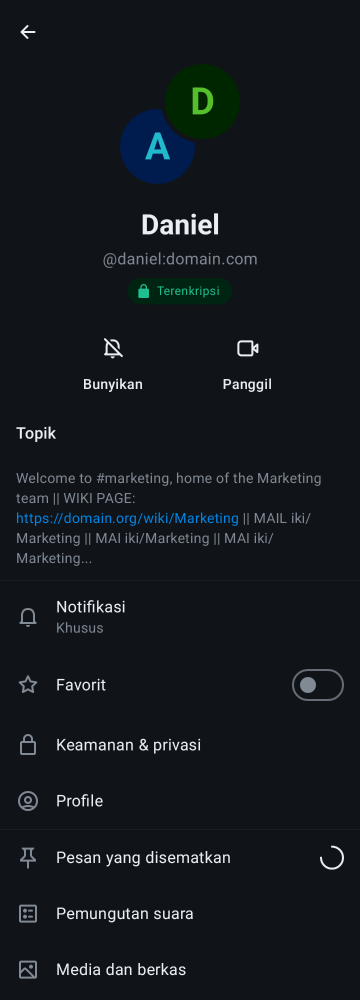 D
A
Daniel
@daniel:domain.com
Terenkripsi
Bunyikan
Panggil
Topik
Welcome to #marketing, home of the Marketing
team || WIKI PAGE:
https://domain.org/wiki/Marketing || MAIL iki/
Marketing || MAI iki/Marketing || MAI iki/
Marketing...
Notifikasi
Khusus
Favorit
Keamanan & privasi
Profile
Pesan yang disematkan
Pemungutan suara
Media dan berkas